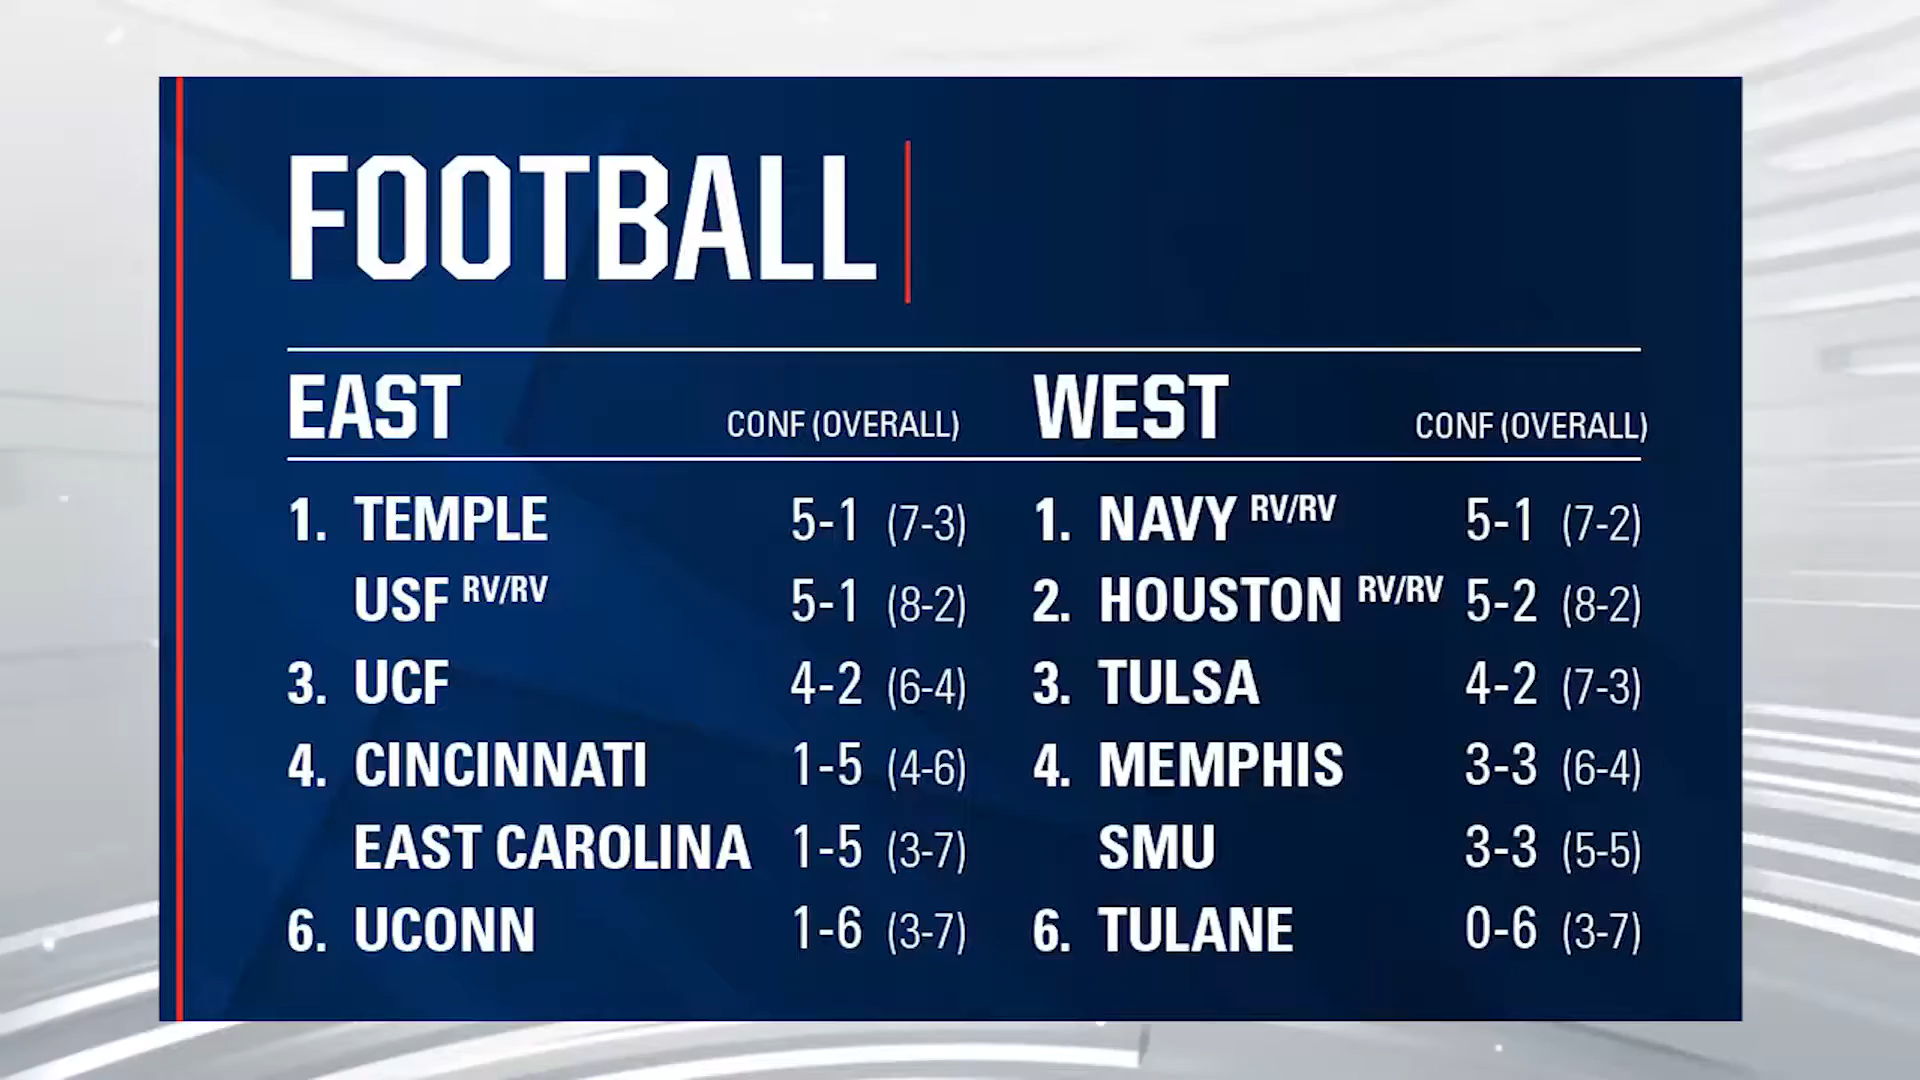 FOOTBALL
EAST CONF (OVERALL)
1. TEMPLE 5-1 (7-3)
USF RV/RV 5-1 (8-2)
3. UCF 4-2 (6-4)
4. CINCINNATI 1-5 (4-6)
EAST CAROLINA 1-5 (3-7)
6. UCONN 1-6 (3-7)
WEST CONF (OVERALL)
1. NAVY RV/RV 5-1 (7-2)
2. HOUSTON RV/RV 5-2 (8-2)
3. TULSA 4-2 (7-3)
4. MEMPHIS 3-3 (6-4)
SMU 3-3 (5-5)
6. TULANE 0-6 (3-7)